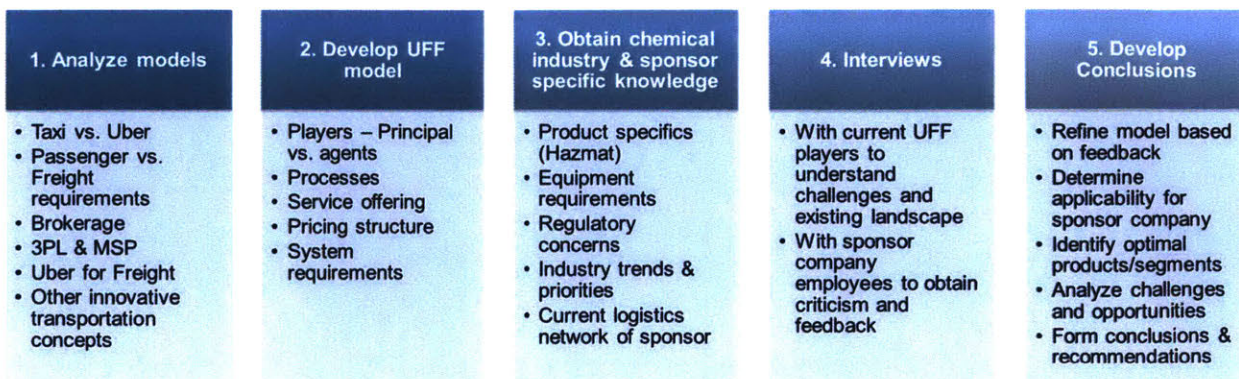 1. Analyze models
• Taxi vs. Uber
• Passenger vs.
Freight
requirements
• Brokerage
• 3PL & MSP
• Uber for Freight
• Other innovative
transportation
concepts
2. Develop UFF
model
• Players – Principal
vs. agents
• Processes
• Service offering
• Pricing structure
• System
requirements
3. Obtain chemical
industry & sponsor
specific knowledge
• Product specifics
(Hazmat)
• Equipment
requirements
• Regulatory
concerns
• Industry trends &
priorities
• Current logistics
network of sponsor
4. Interviews
• With current UFF
players to
understand
challenges and
existing landscape
• With sponsor
company
employees to obtain
criticism and
feedback
5. Develop
Conclusions
• Refine model based
on feedback
• Determine
applicability for
sponsor company
• Identify optimal
products/segments
• Analyze challenges
and opportunities
• Form conclusions &
recommendations